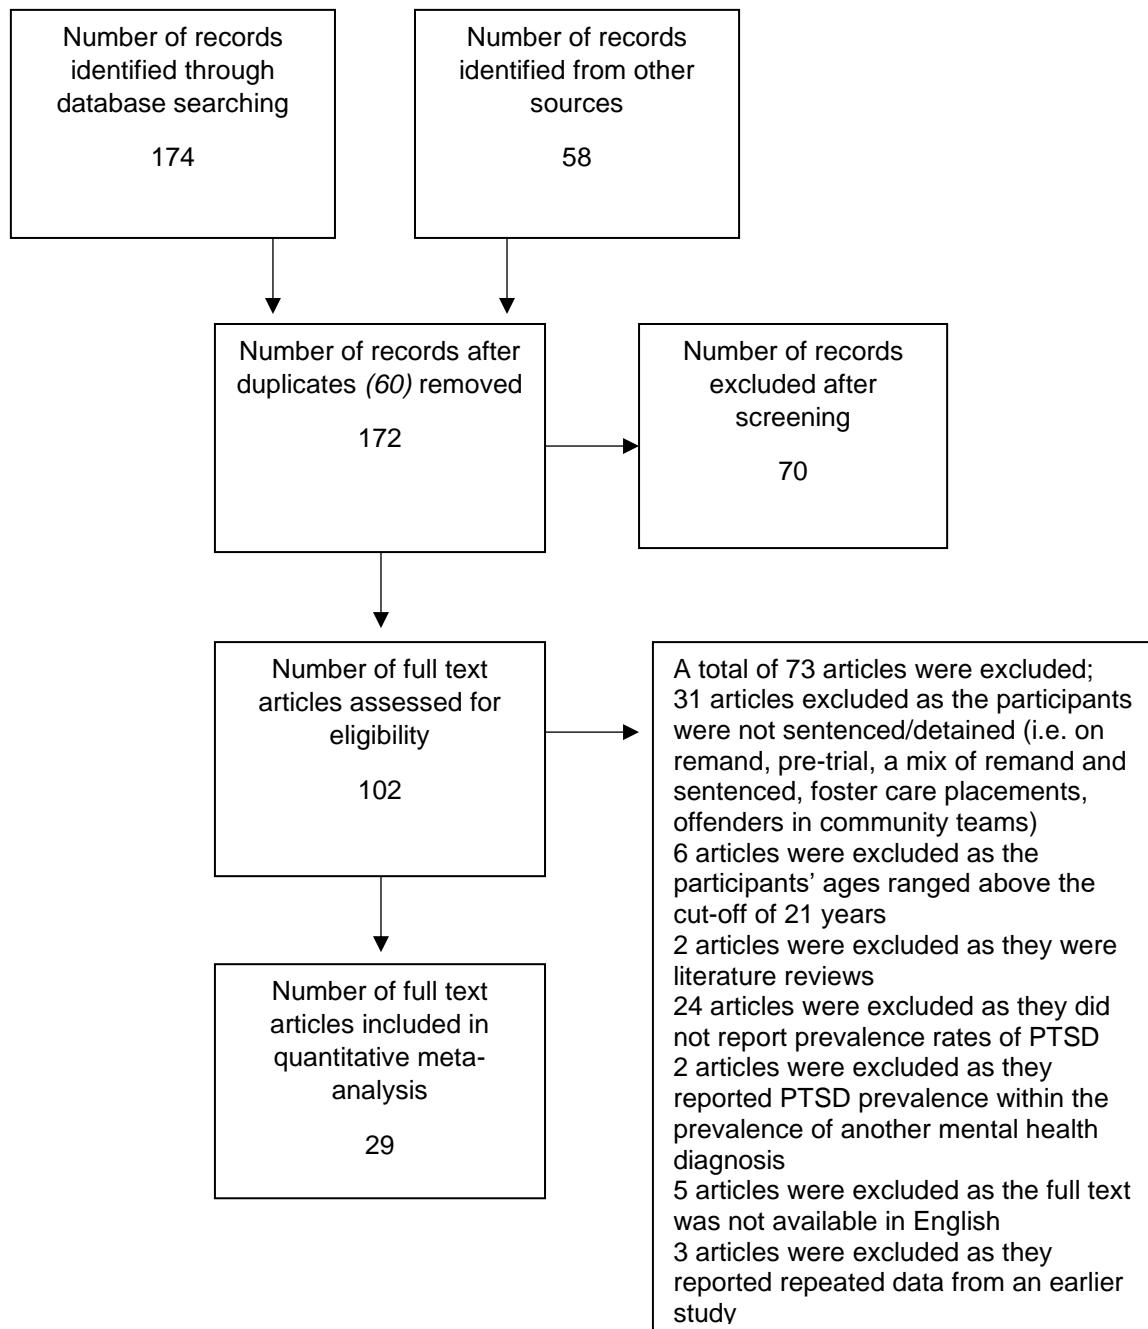 Number of records
identified through
database searching
174
Number of records
identified from other
sources
58
Number of records after
duplicates (60) removed
172
Number of records
excluded after
screening
70
Number of full text
articles assessed for
eligibility
102
A total of 73 articles were excluded;
31 articles excluded as the participants
were not sentenced/detained (i.e. on
remand, pre-trial, a mix of remand and
sentenced, foster care placements,
offenders in community teams)
6 articles were excluded as the
participants’ ages ranged above the
cut-off of 21 years
2 articles were excluded as they were
literature reviews
24 articles were excluded as they did
not report prevalence rates of PTSD
2 articles were excluded as they
reported PTSD prevalence within the
prevalence of another mental health
diagnosis
5 articles were excluded as the full text
was not available in English
3 articles were excluded as they
reported repeated data from an earlier
study
Number of full text
articles included in
quantitative meta-
analysis
29